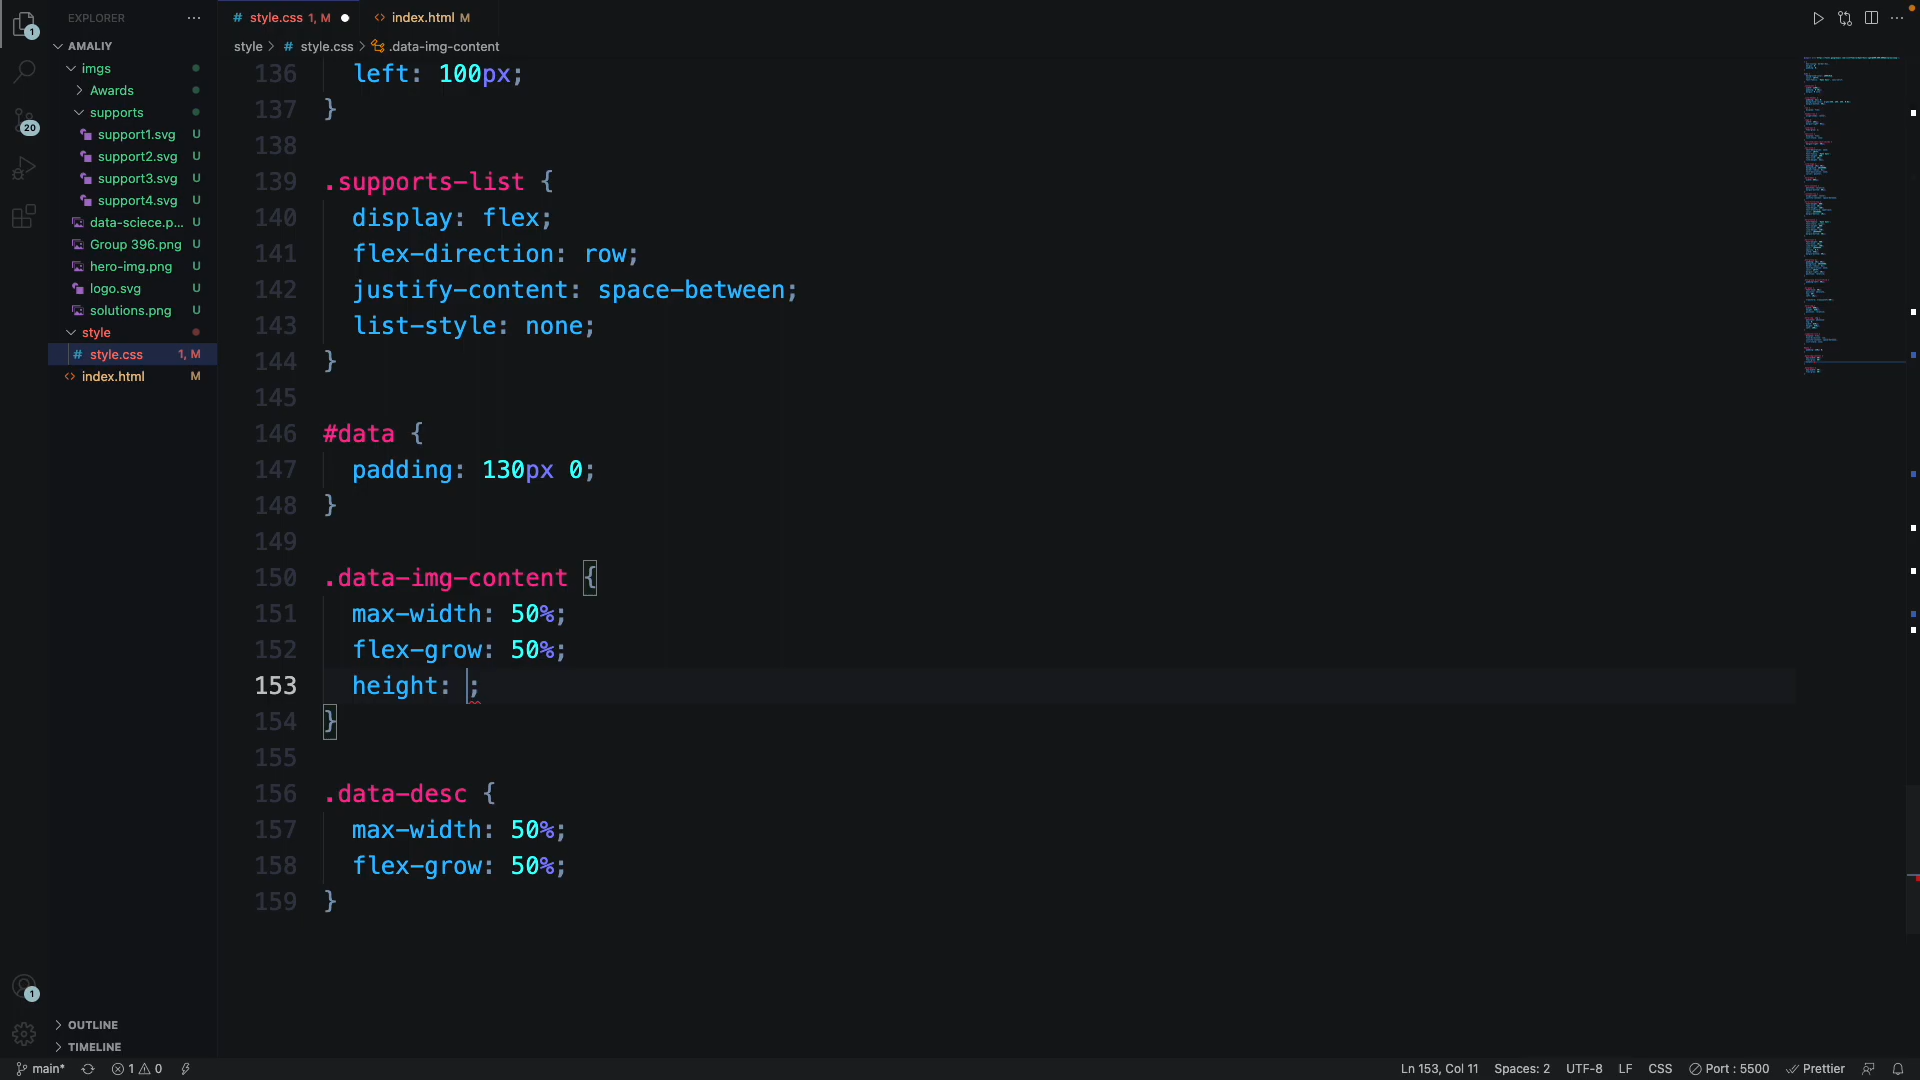 EXPLORER
AMALIY
imgs
Awards
supports
support1.svg U
support2.svg U
support3.svg U
support4.svg U
data-sciece.p... U
Group 396.png U
hero-img.png U
logo.svg U
solutions.png U
style
# style.css 1, M
<> index.html M
OUTLINE
TIMELINE
1
20
1
# style.css 1, M
<> index.html M
style > # style.css > .data-img-content
136 left: 100px;
137 }
138
139 .supports-list {
140 display: flex;
141 flex-direction: row;
142 justify-content: space-between;
143 list-style: none;
144 }
145
146 #data {
147 padding: 130px 0;
148 }
149
150 .data-img-content {
151 max-width: 50%;
152 flex-grow: 50%;
153 height: ;
154 }
155
156 .data-desc {
157 max-width: 50%;
158 flex-grow: 50%;
159 }
main* 1 0 Ln 153, Col 11 Spaces: 2 UTF-8 LF CSS Port : 5500 Prettier